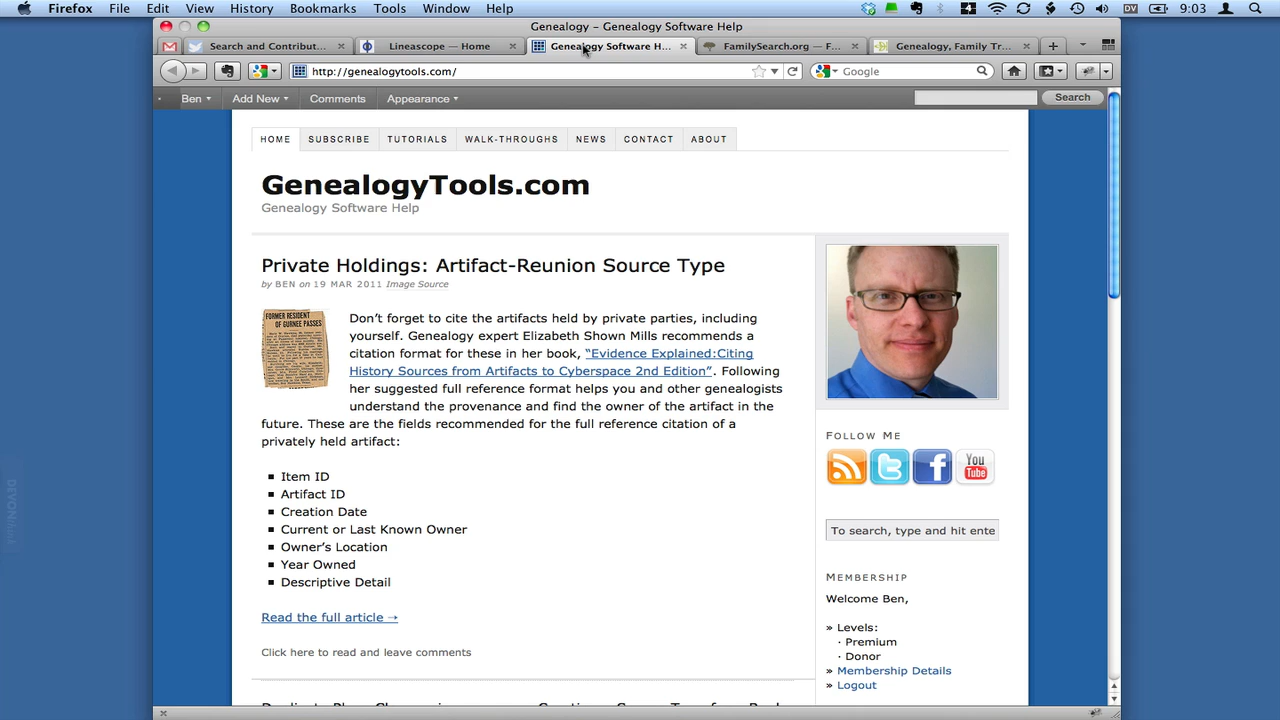 Firefox File Edit View History Bookmarks Tools Window Help DV 9:03
Genealogy – Genealogy Software Help
Search and Contribut... Lineascope — Home Genealogy Software H... FamilySearch.org — F... Genealogy, Family Tr...
http://genealogytools.com/ Google
Ben Add New Comments Appearance Search
HOME SUBSCRIBE TUTORIALS WALK-THROUGHS NEWS CONTACT ABOUT
GenealogyTools.com
Genealogy Software Help
Private Holdings: Artifact-Reunion Source Type
by BEN on 19 MAR 2011 Image Source
FORMER RESIDENT
OF GURNEE PASSES
Don’t forget to cite the artifacts held by private parties, including
yourself. Genealogy expert Elizabeth Shown Mills recommends a
citation format for these in her book, “Evidence Explained:Citing
History Sources from Artifacts to Cyberspace 2nd Edition”. Following
her suggested full reference format helps you and other genealogists
understand the provenance and find the owner of the artifact in the
future. These are the fields recommended for the full reference citation of a
privately held artifact:
Item ID
Artifact ID
Creation Date
Current or Last Known Owner
Owner’s Location
Year Owned
Descriptive Detail
Read the full article →
Click here to read and leave comments
FOLLOW ME
You
Tube
To search, type and hit ente
MEMBERSHIP
Welcome Ben,
» Levels:
· Premium
· Donor
» Membership Details
» Logout